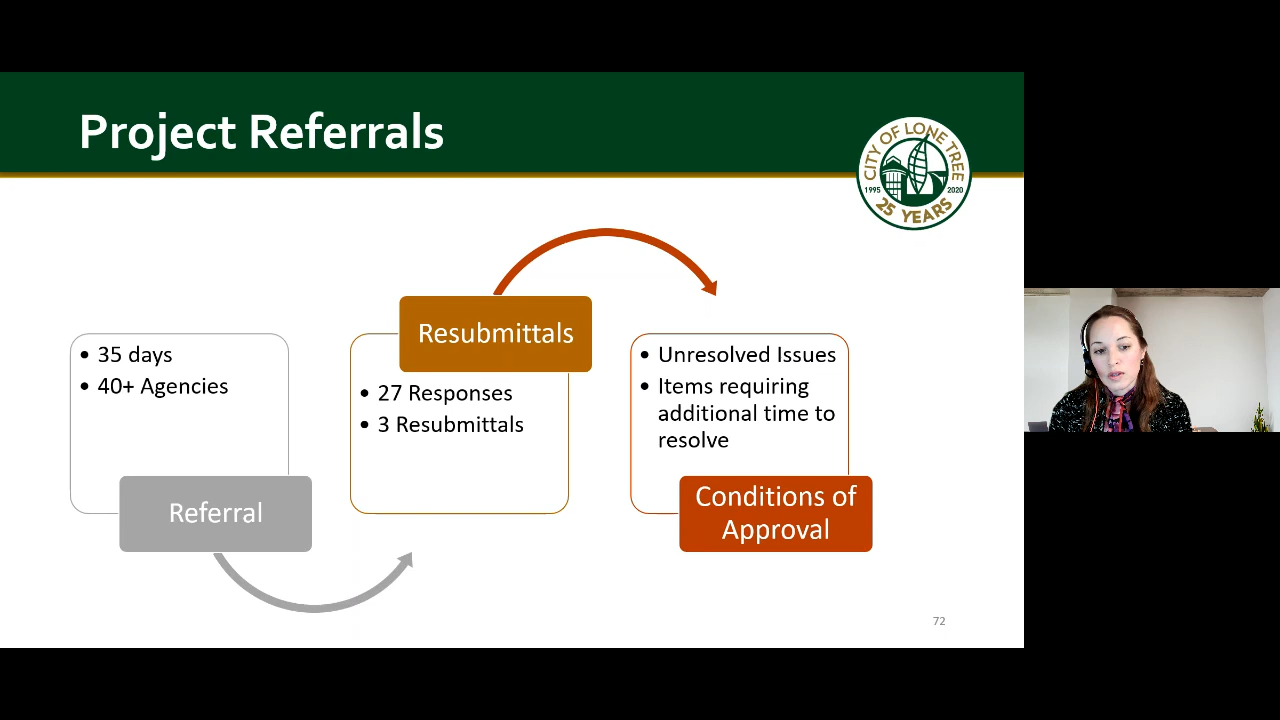 Project Referrals
CITY OF LONE TREE
1995 2020
25 YEARS
• 35 days
• 40+ Agencies
Referral
Resubmittals
• 27 Responses
• 3 Resubmittals
• Unresolved Issues
• Items requiring
additional time to
resolve
Conditions of
Approval
72